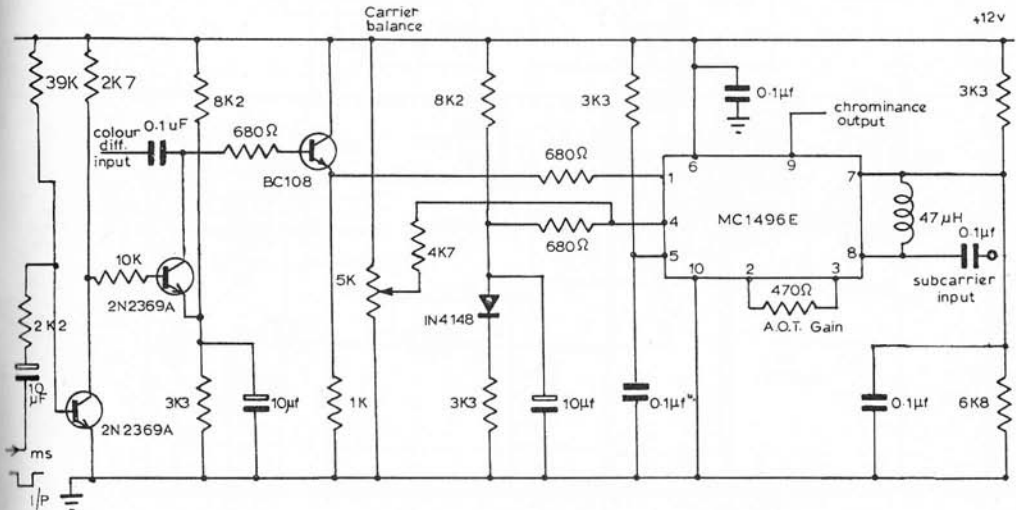 Carrier
balance
+12v
39K
2K7
8K2
8K2
3K3
0.1µf
chrominance
output
3K3
colour
diff.
input
0.1uF
680Ω
BC108
680Ω
6
9
1
7
MC1496E
4
680Ω
5
8
10
2
3
47µH
0.1µf
subcarrier
input
4K7
5K
10K
2N2369A
IN4148
470Ω
A.O.T. Gain
2K2
10
µF
2N2369A
3K3
10µf
1K
3K3
10µf
0.1µf
0.1µf
6K8
ms
I/P